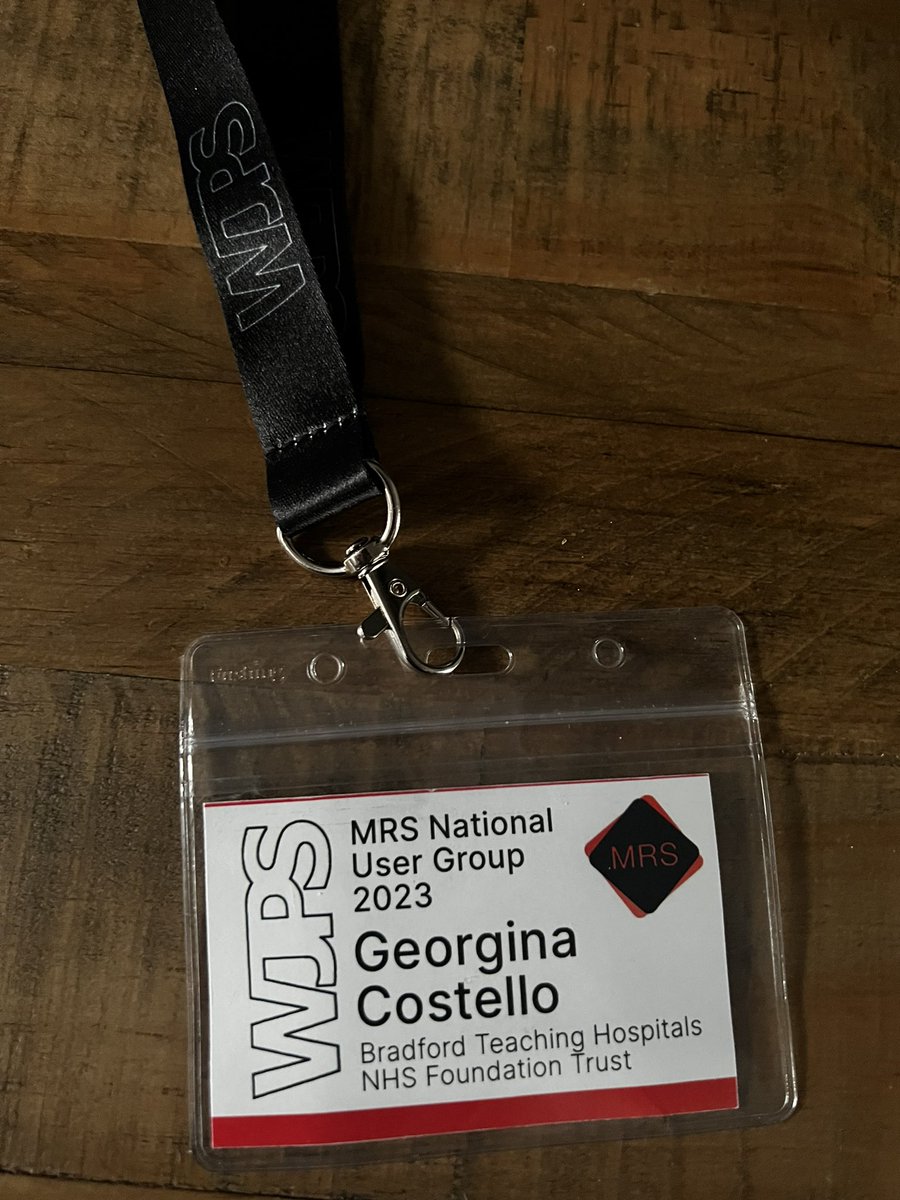 WJPS
MRS National
User Group
2023
MRS
Georgina
Costello
Bradford Teaching Hospitals
NHS Foundation Trust
WJPS